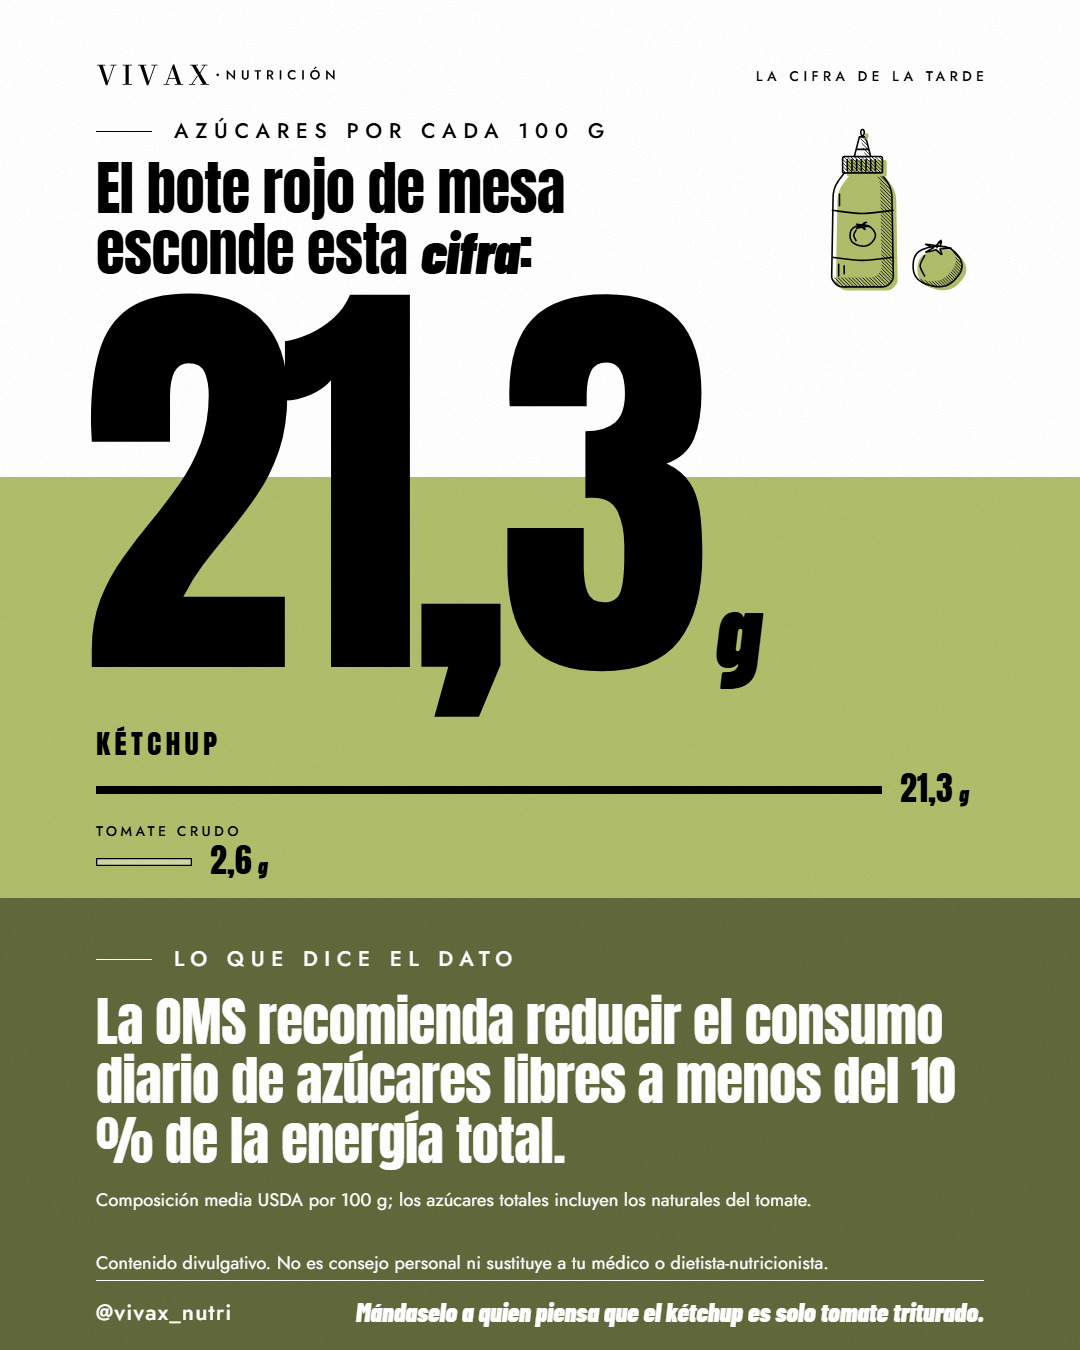 VIVAX · NUTRICIÓN
LA CIFRA DE LA TARDE
AZÚCARES POR CADA 100 G
El bote rojo de mesa
esconde esta cifra:
21,3 g
KÉTCHUP
21,3 g
TOMATE CRUDO
2,6 g
LO QUE DICE EL DATO
La OMS recomienda reducir el consumo
diario de azúcares libres a menos del 10
% de la energía total.
Composición media USDA por 100 g; los azúcares totales incluyen los naturales del tomate.
Contenido divulgativo. No es consejo personal ni sustituye a tu médico o dietista-nutricionista.
@vivax_nutri
Mándaselo a quien piensa que el kétchup es solo tomate triturado.